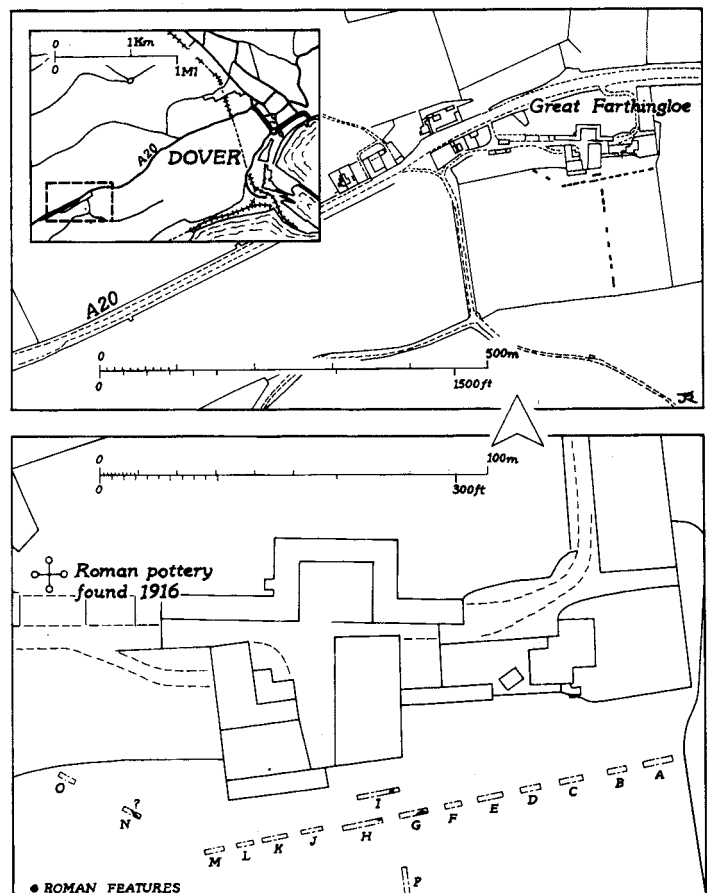 0
1Km
0
1Ml
A20
DOVER
Great Farthingloe
A20
0
500m
0
1500ft
0
100m
0
300ft
Roman pottery
found 1916
O
?
N
M
L
K
J
I
H
G
F
E
D
C
B
A
P
● ROMAN FEATURES